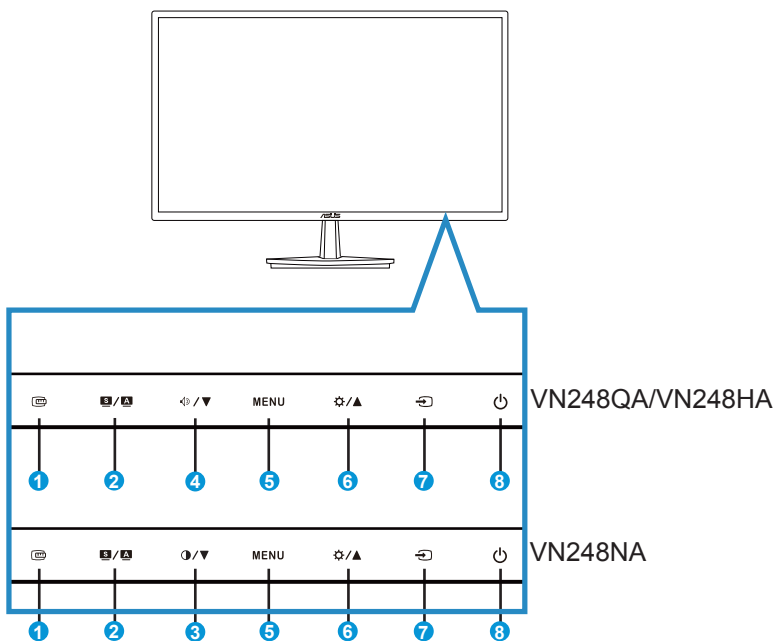 ASUS
S / A / ▼ MENU / ▲ VN248QA/VN248HA
1 2 4 5 6 7 8
S / A / ▼ MENU / ▲ VN248NA
1 2 3 5 6 7 8